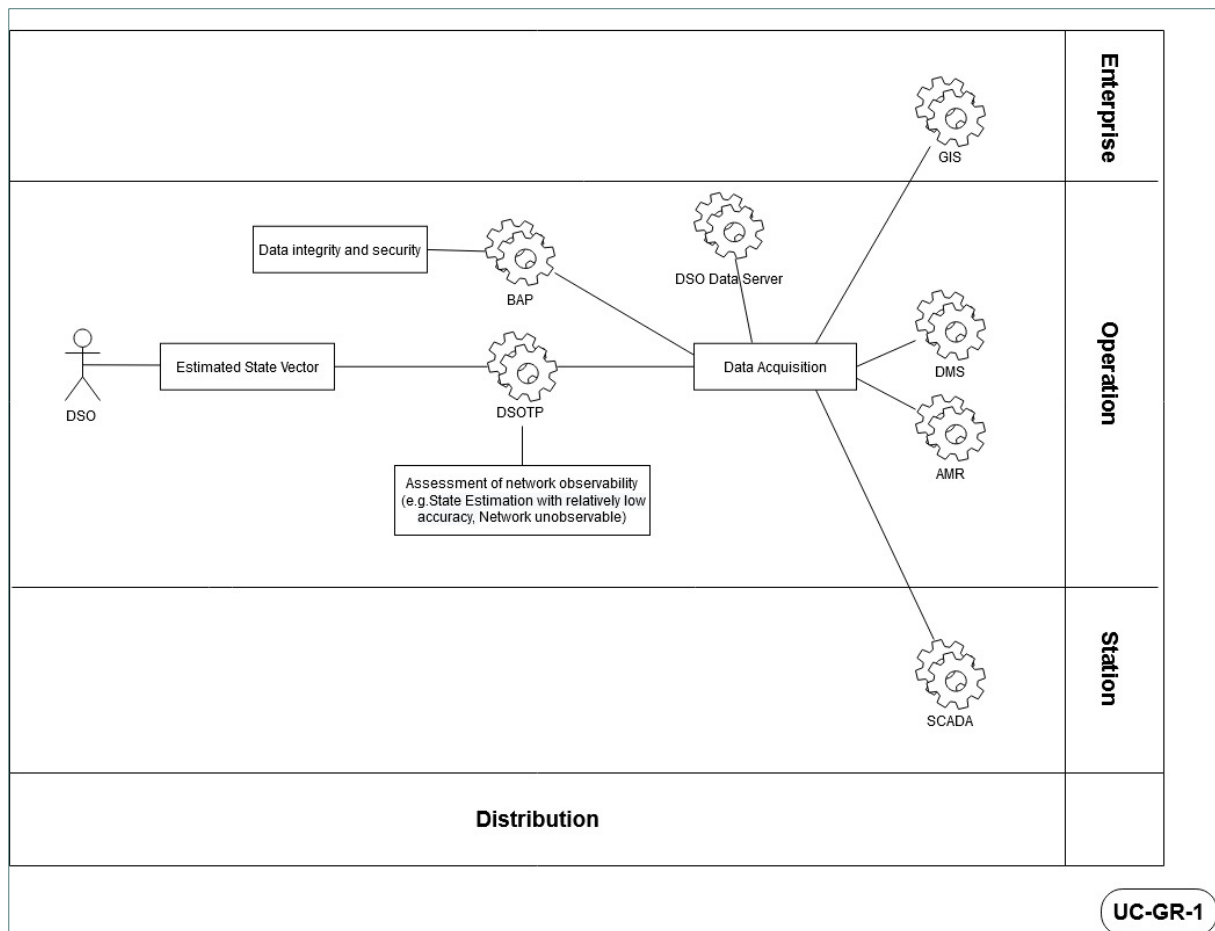 Enterprise
GIS
Operation
Data integrity and security
BAP
DSO Data Server
DSO
Estimated State Vector
DSOTP
Data Acquisition
DMS
AMR
Assessment of network observability
(e.g.State Estimation with relatively low
accuracy, Network unobservable)
Station
SCADA
Distribution
UC-GR-1